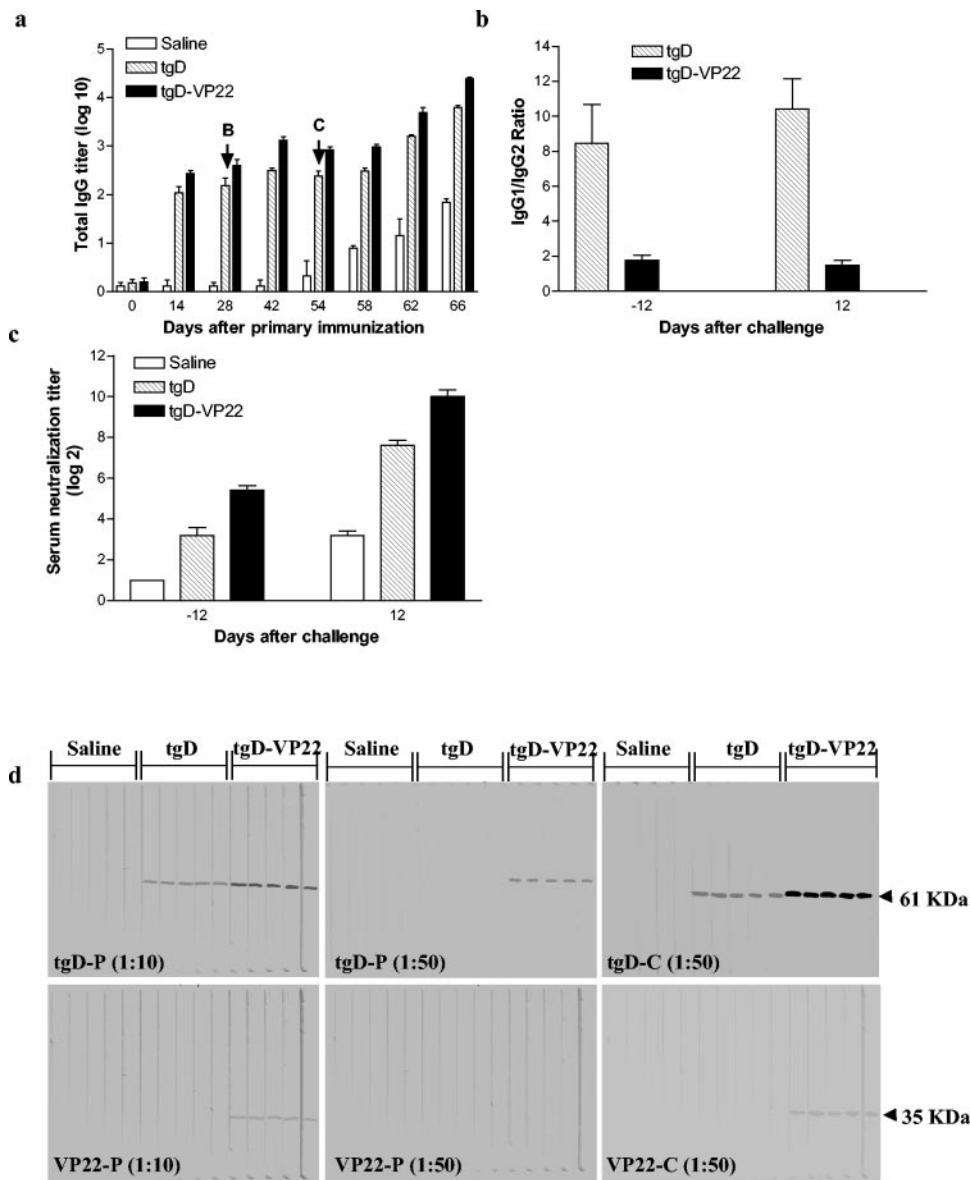 a
Saline
tgD
tgD-VP22
5
4
3
2
1
0
B
C
Total IgG titer (log 10)
0 14 28 42 54 58 62 66
Days after primary immunization
b
tgD
tgD-VP22
14
12
10
8
6
4
2
0
IgG1/IgG2 Ratio
-12 12
Days after challenge
c
Saline
tgD
tgD-VP22
12
10
8
6
4
2
0
Serum neutralization titer
(log 2)
-12 12
Days after challenge
d
Saline tgD tgD-VP22 Saline tgD tgD-VP22 Saline tgD tgD-VP22
61 KDa
tgD-P (1:10) tgD-P (1:50) tgD-C (1:50)
35 KDa
VP22-P (1:10) VP22-P (1:50) VP22-C (1:50)